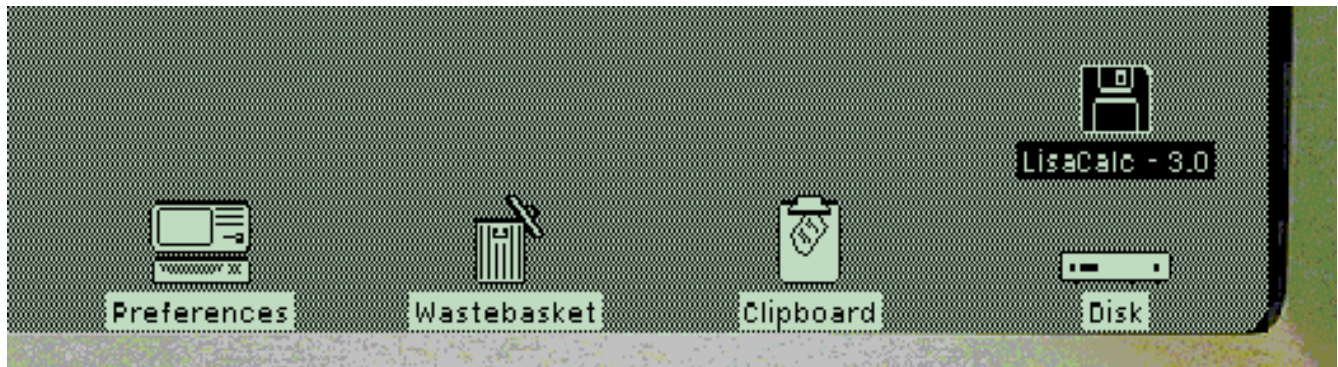 LisaCalc - 3.0
Preferences
Wastebasket
Clipboard
Disk